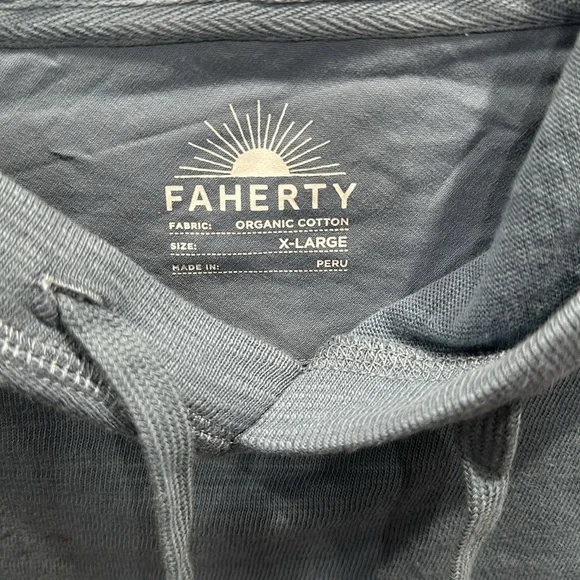 FAHERTY
FABRIC: ORGANIC COTTON
SIZE: X-LARGE
MADE IN: PERU